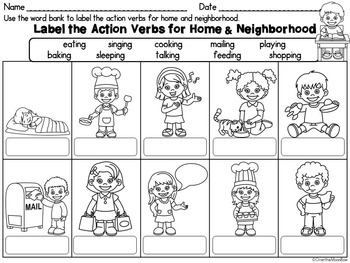 Name Date
Use the word bank to label the action verbs for home and neighborhood.
Label the Action Verbs for Home & Neighborhood
eating singing cooking mailing playing
baking sleeping talking feeding shopping
MAIL
©OverTheMoonBow